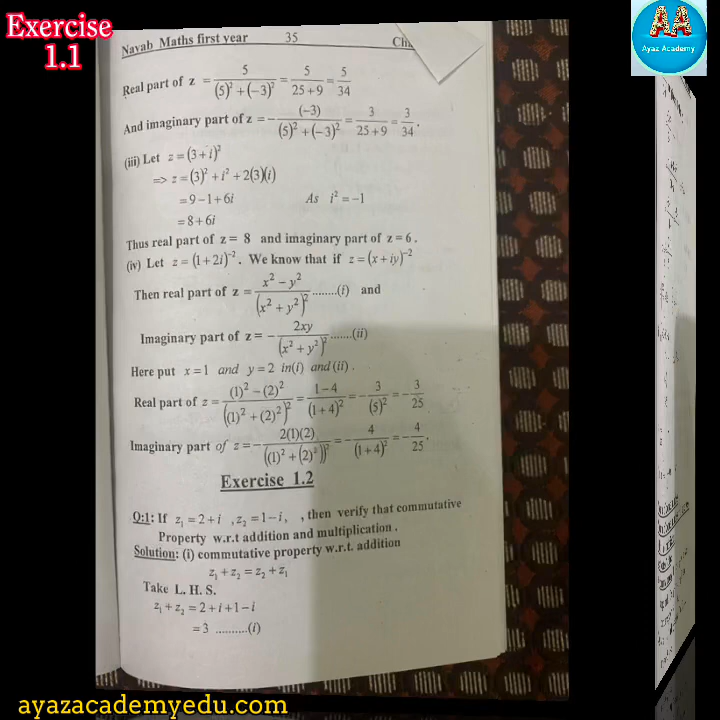 Exercise
1.1
AA
Ayaz Academy
Nayab Maths first year 35
Real part of z = 5/((5)² + (−3)²) = 5/(25+9) = 5/34
And imaginary part of z = −(−3)/((5)² + (−3)²) = 3/(25+9) = 3/34.
(iii) Let z = (3+i)²
=> z = (3)² + i² + 2(3)(i)
= 9 − 1 + 6i As i² = −1
= 8 + 6i
Thus real part of z = 8 and imaginary part of z = 6.
(iv) Let z = (1+2i)⁻². We know that if z = (x+iy)⁻²
Then real part of z = (x² − y²)/(x² + y²)² ........(i) and
Imaginary part of z = −2xy/(x² + y²)² .......(ii)
Here put x = 1 and y = 2 in(i) and (ii).
Real part of z = ((1)² − (2)²)/((1)² + (2)²)² = (1−4)/(1+4)² = −3/(5)² = −3/25
Imaginary part of z = −2(1)(2)/((1)² + (2)²))² = −4/(1+4)² = −4/25.
Exercise 1.2
Q:1: If z₁ = 2+i ,z₂ = 1−i, , then verify that commutative
Property w.r.t addition and multiplication.
Solution: (i) commutative property w.r.t. addition
z₁ + z₂ = z₂ + z₁
Take L. H. S.
z₁ + z₂ = 2 + i + 1 − i
= 3 ..........(i)
ayazacademyedu.com